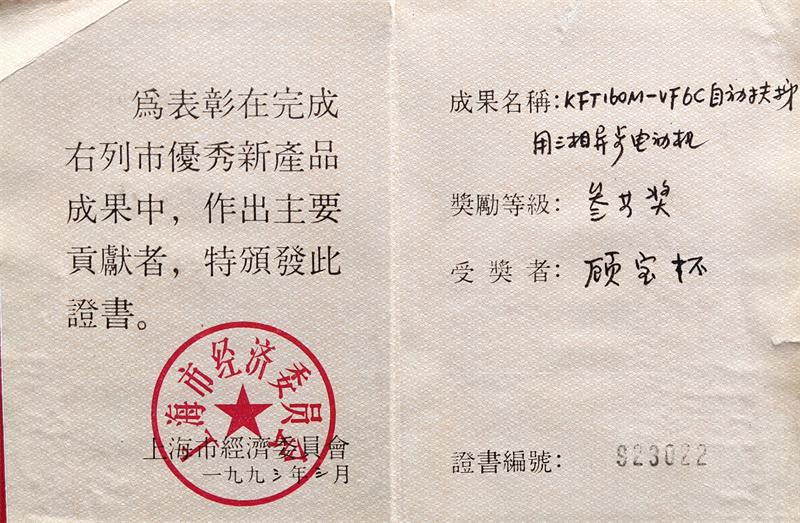 爲表彰在完成
右列市優秀新產品
成果中，作出主要
貢獻者，特頒發此
證書。
上海市经济委员会
上海市經濟委員會
一九九三年三月
成果名稱：KFT160M-VF6C自动扶梯
用三相异步电动机
獎勵等級：叁等奖
受獎者：顾宝林
證書編號：923022